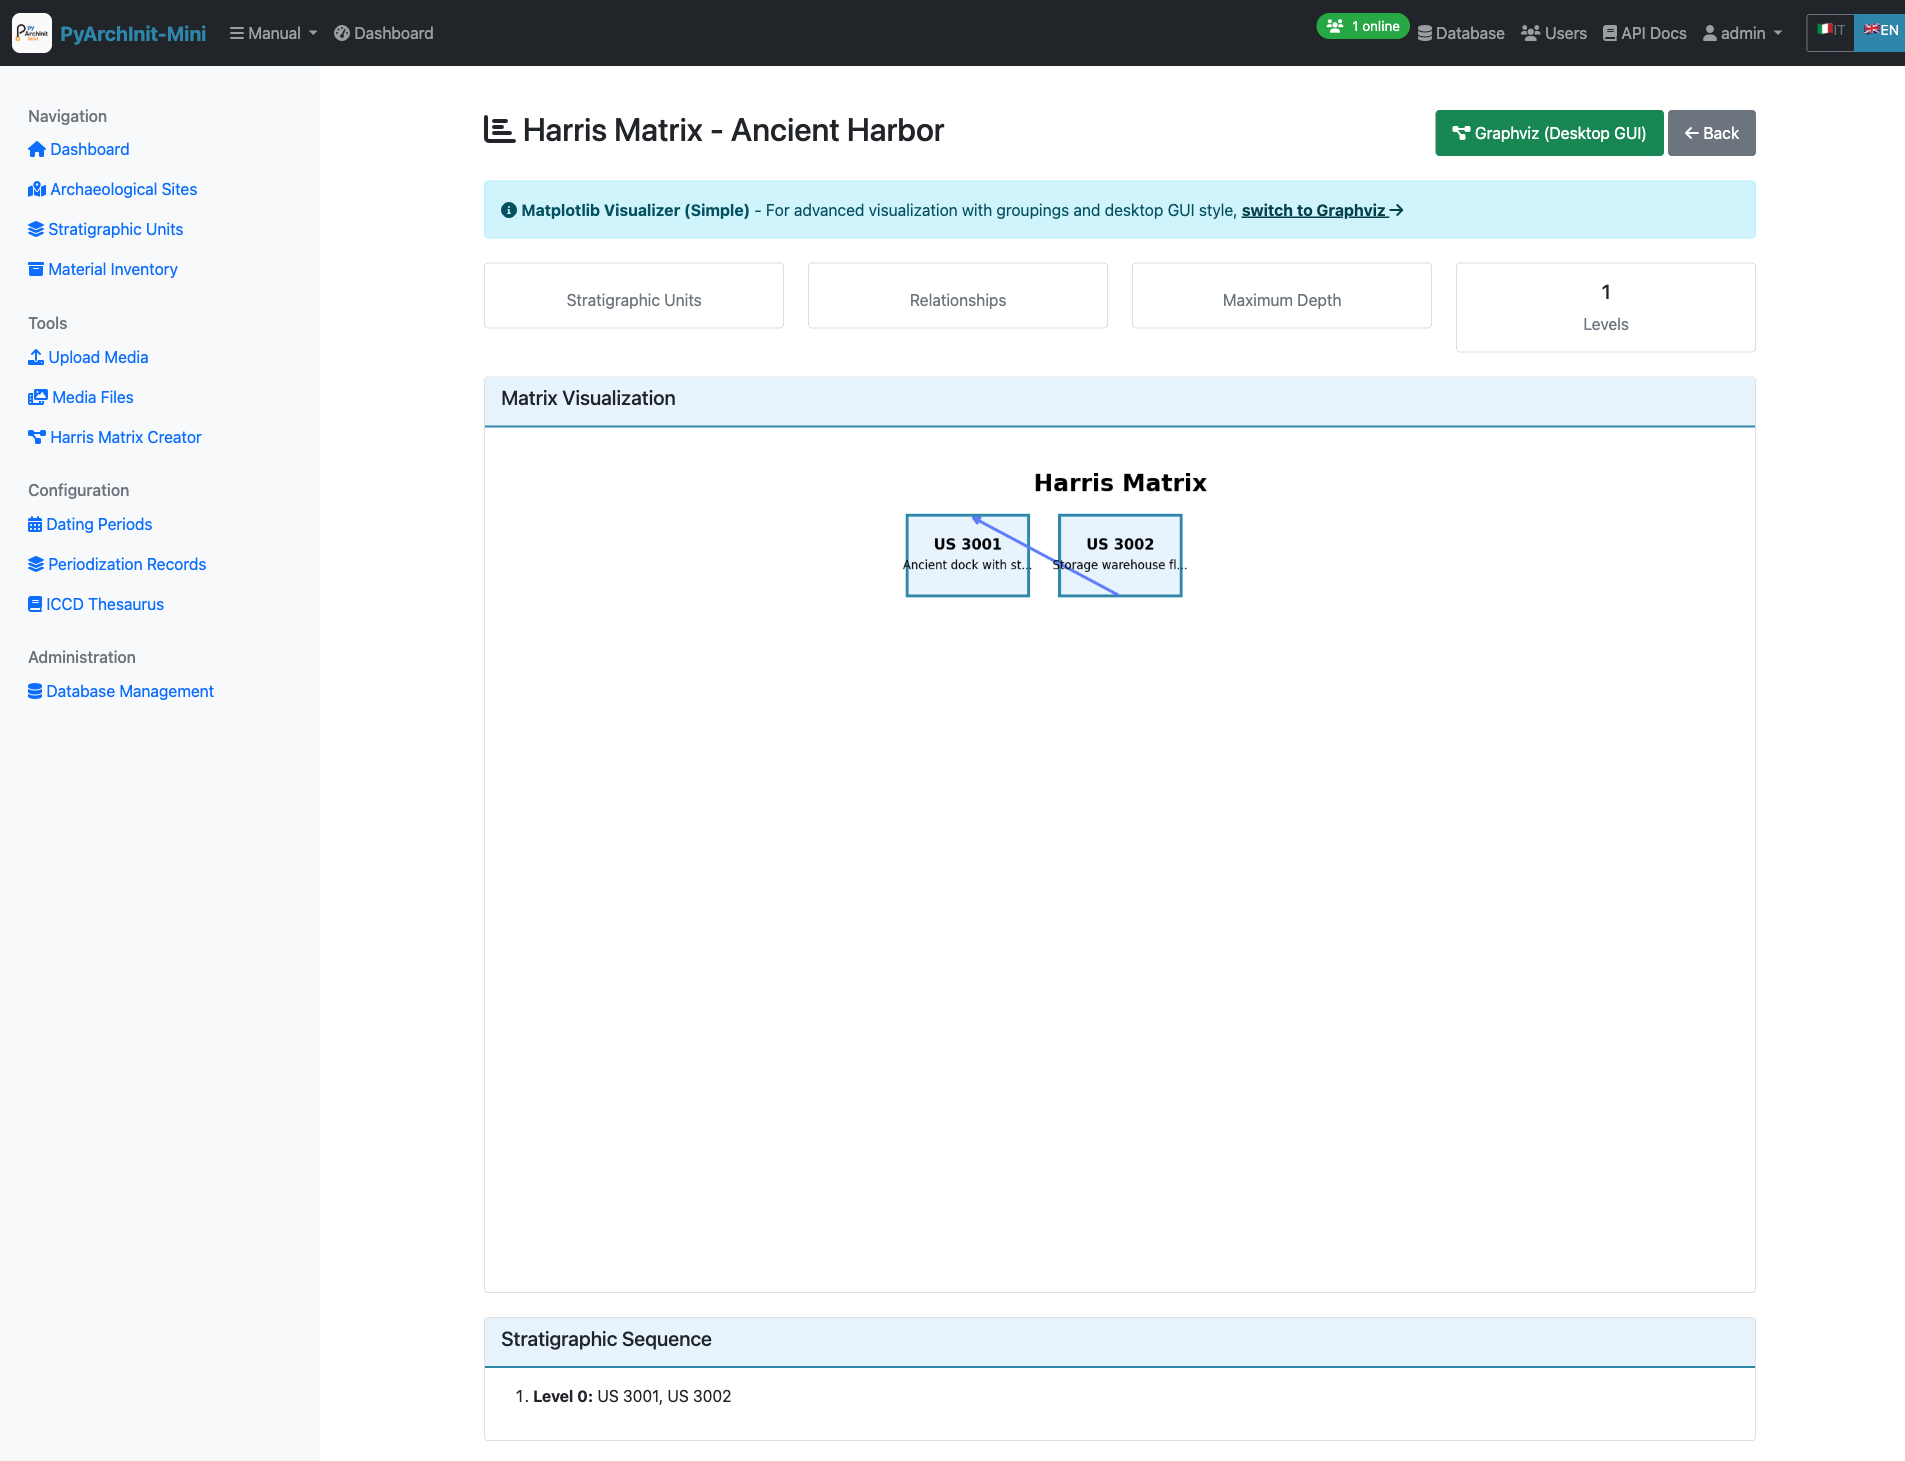 PyArchInit-Mini
Manual
Dashboard
1 online
Database
Users
API Docs
admin
IT
EN
Navigation
Dashboard
Archaeological Sites
Stratigraphic Units
Material Inventory
Tools
Upload Media
Media Files
Harris Matrix Creator
Configuration
Dating Periods
Periodization Records
ICCD Thesaurus
Administration
Database Management
Harris Matrix - Ancient Harbor
Graphviz (Desktop GUI)
Back
Matplotlib Visualizer (Simple) - For advanced visualization with groupings and desktop GUI style, switch to Graphviz
Stratigraphic Units
Relationships
Maximum Depth
1
Levels
Matrix Visualization
Harris Matrix
US 3001
Ancient dock with st...
US 3002
Storage warehouse fl...
Stratigraphic Sequence
1. Level 0: US 3001, US 3002